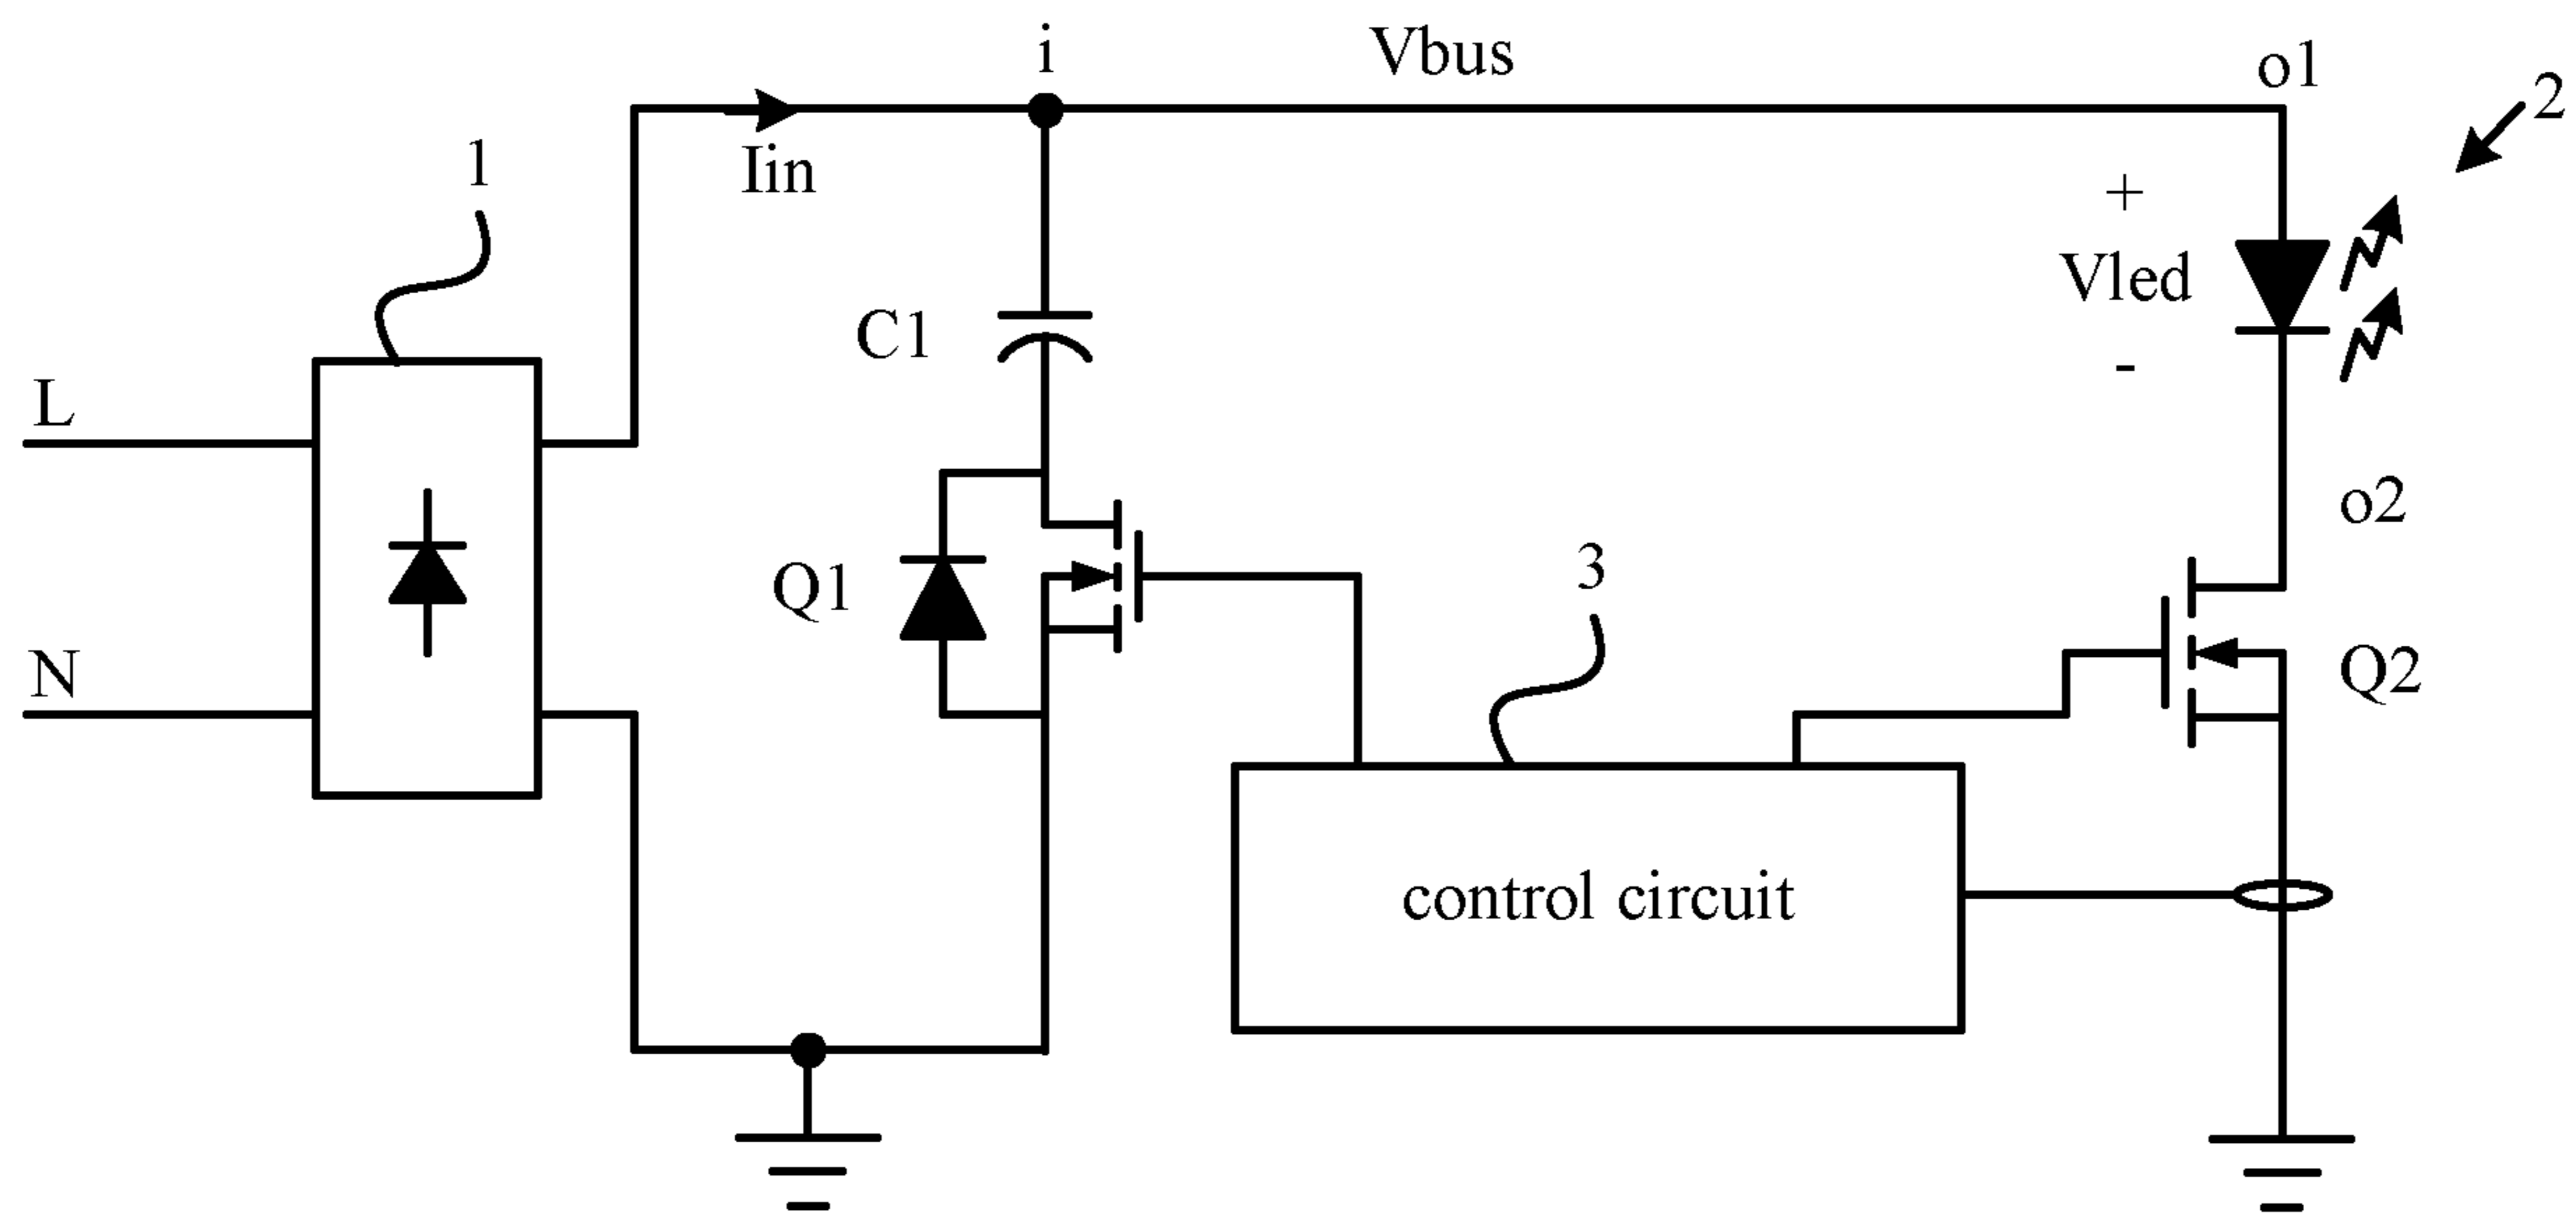 i
Vbus
o1
2
Iin
1
+
Vled
-
C1
L
o2
3
Q1
N
Q2
control circuit